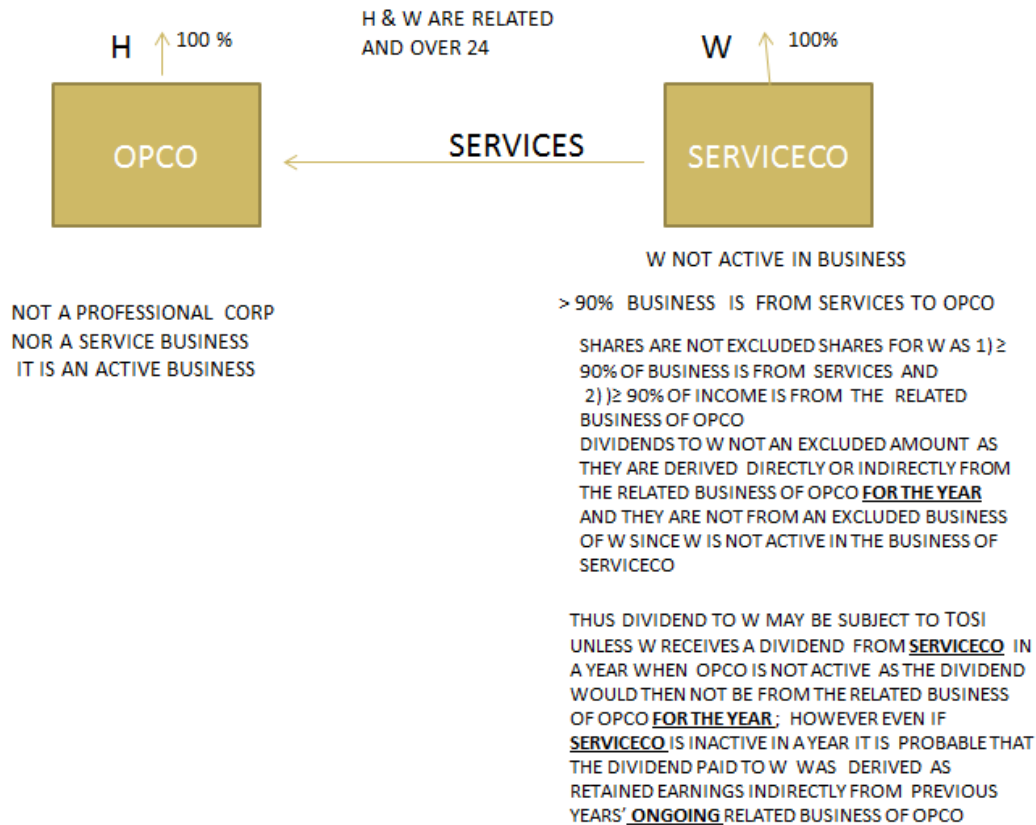 H & W ARE RELATED
AND OVER 24
H 100 %
W 100%
OPCO
SERVICES
SERVICECO
NOT A PROFESSIONAL CORP
NOR A SERVICE BUSINESS
IT IS AN ACTIVE BUSINESS
W NOT ACTIVE IN BUSINESS
> 90% BUSINESS IS FROM SERVICES TO OPCO
SHARES ARE NOT EXCLUDED SHARES FOR W AS 1) ≥
90% OF BUSINESS IS FROM SERVICES AND
2) )≥ 90% OF INCOME IS FROM THE RELATED
BUSINESS OF OPCO
DIVIDENDS TO W NOT AN EXCLUDED AMOUNT AS
THEY ARE DERIVED DIRECTLY OR INDIRECTLY FROM
THE RELATED BUSINESS OF OPCO FOR THE YEAR
AND THEY ARE NOT FROM AN EXCLUDED BUSINESS
OF W SINCE W IS NOT ACTIVE IN THE BUSINESS OF
SERVICECO
THUS DIVIDEND TO W MAY BE SUBJECT TO TOSI
UNLESS W RECEIVES A DIVIDEND FROM SERVICECO IN
A YEAR WHEN OPCO IS NOT ACTIVE AS THE DIVIDEND
WOULD THEN NOT BE FROM THE RELATED BUSINESS
OF OPCO FOR THE YEAR ; HOWEVER EVEN IF
SERVICECO IS INACTIVE IN A YEAR IT IS PROBABLE THAT
THE DIVIDEND PAID TO W WAS DERIVED AS
RETAINED EARNINGS INDIRECTLY FROM PREVIOUS
YEARS' ONGOING RELATED BUSINESS OF OPCO